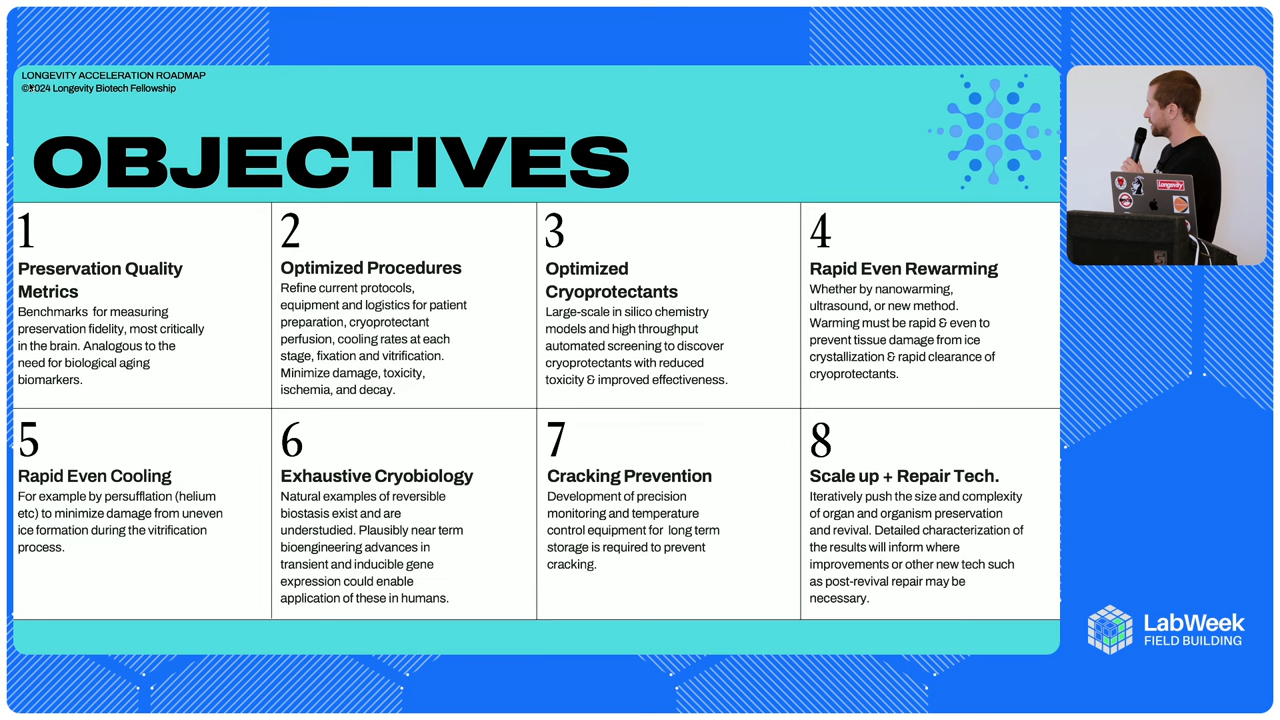 LONGEVITY ACCELERATION ROADMAP
©2024 Longevity Biotech Fellowship
OBJECTIVES
1
Preservation Quality
Metrics
Benchmarks for measuring
preservation fidelity, most critically
in the brain. Analogous to the
need for biological aging
biomarkers.
2
Optimized Procedures
Refine current protocols,
equipment and logistics for patient
preparation, cryoprotectant
perfusion, cooling rates at each
stage, fixation and vitrification.
Minimize damage, toxicity,
ischemia, and decay.
3
Optimized
Cryoprotectants
Large-scale in silico chemistry
models and high throughput
automated screening to discover
cryoprotectants with reduced
toxicity & improved effectiveness.
4
Rapid Even Rewarming
Whether by nanowarming,
ultrasound, or new method.
Warming must be rapid & even to
prevent tissue damage from ice
crystallization & rapid clearance of
cryoprotectants.
5
Rapid Even Cooling
For example by persufflation (helium
etc) to minimize damage from uneven
ice formation during the vitrification
process.
6
Exhaustive Cryobiology
Natural examples of reversible
biostasis exist and are
understudied. Plausibly near term
bioengineering advances in
transient and inducible gene
expression could enable
application of these in humans.
7
Cracking Prevention
Development of precision
monitoring and temperature
control equipment for long term
storage is required to prevent
cracking.
8
Scale up + Repair Tech.
Iteratively push the size and complexity
of organ and organism preservation
and revival. Detailed characterization of
the results will inform where
improvements or other new tech such
as post-revival repair may be
necessary.
Longevity
LabWeek
FIELD BUILDING